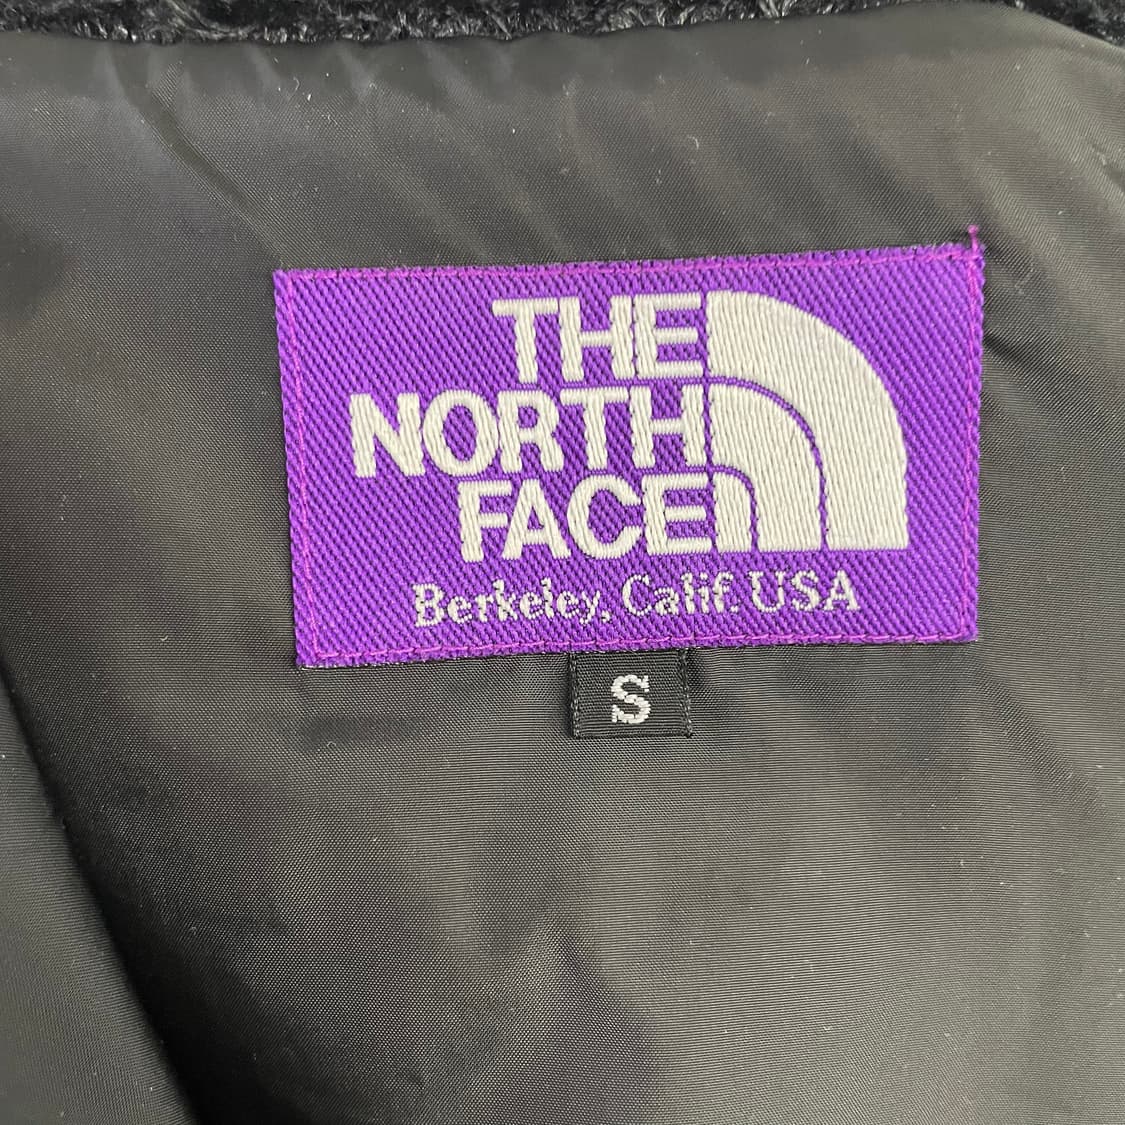 THE
NORTH
FACE
Berkeley, Calif. USA
S